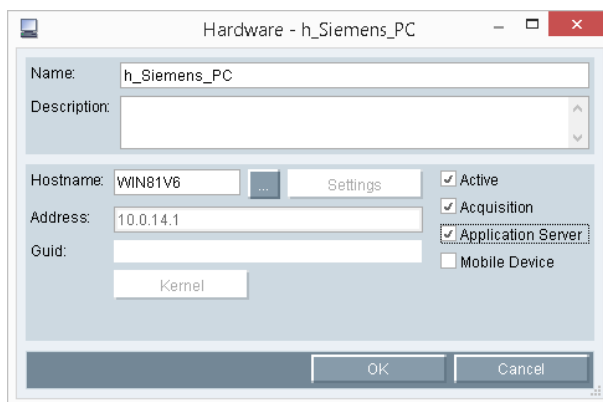 Hardware - h_Siemens_PC
Name: h_Siemens_PC
Description:
Hostname: WIN81V6 ... Settings Active
Address: 10.0.14.1 Acquisition
Application Server
Guid: Mobile Device
Kernel
OK Cancel